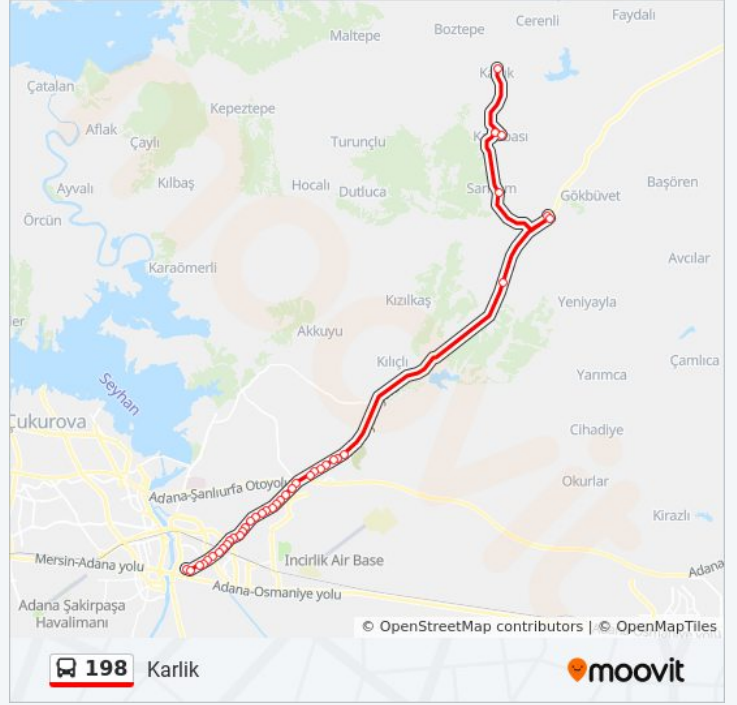 Cerenli
Faydalı
Boztepe
Maltepe
Çatalan
Kepeztepe
Aflak
Çaylı
Turunçlu
Kılbaş
Hocalı
Dutluca
Ayvalı
Gökbüvet
Başören
Örcün
Avcılar
Karaömerli
Kızılkaş
Yeniyayla
Akkuyu
Kılıçlı
Çamlıca
Yarımca
Seyhan
Çukurova
Cihadiye
Okurlar
Adana-Şanlıurfa Otoyolu
Kirazlı
Incirlik Air Base
Mersin-Adana yolu
Adana
Adana-Osmaniye yolu
Adana Şakirpaşa
Havalimanı
© OpenStreetMap contributors | © OpenMapTiles
198 Karlik
moovit